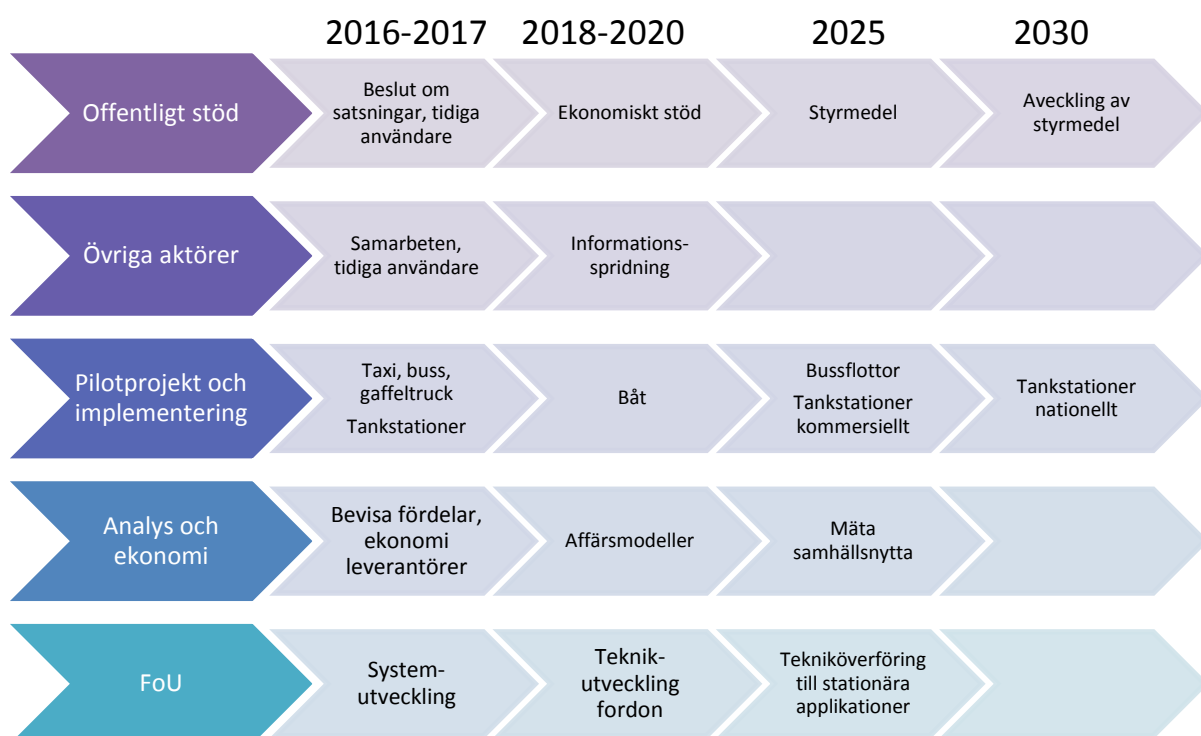 2016-2017 2018-2020 2025 2030
Offentligt stöd
Beslut om
satsningar, tidiga
användare
Ekonomiskt stöd
Styrmedel
Aveckling av
styrmedel
Övriga aktörer
Samarbeten,
tidiga användare
Informations-
spridning
Pilotprojekt och
implementering
Taxi, buss,
gaffeltruck
Tankstationer
Båt
Bussflottor
Tankstationer
kommersiellt
Tankstationer
nationellt
Analys och
ekonomi
Bevisa fördelar,
ekonomi
leverantörer
Affärsmodeller
Mäta
samhällsnytta
FoU
System-
utveckling
Teknik-
utveckling
fordon
Tekniköverföring
till stationära
applikationer